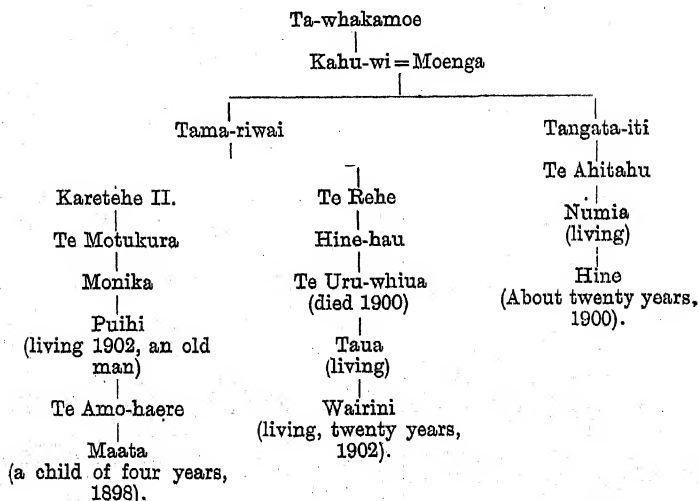 Ta-whakamoe
Kahu-wi = Moenga
Tama-riwai
Tangata-iti
Karetehe II.
Te Motukura
Monika
Puihi
(living 1902, an old
man)
Te Amo-haere
Maata
(a child of four years,
1898).
Te Rehe
Hine-hau
Te Uru-whiua
(died 1900)
Taua
(living)
Wairini
(living, twenty years,
1902).
Te Ahitahu
Numia
(living)
Hine
(About twenty years,
1900).